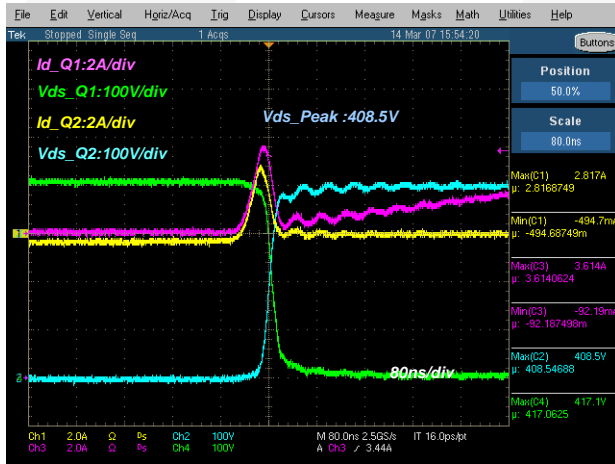 File Edit Vertical Horiz/Acq Trig Display Cursors Measure Masks Math Utilities Help
Tek Stopped Single Seq 1 Acqs 14 Mar 07 15:54:20
Buttons
Id_Q1:2A/div
Vds_Q1:100V/div
Id_Q2:2A/div
Vds_Q2:100V/div
Vds_Peak :408.5V
Position
50.0%
Scale
80.0ns
Max(C1) 2.817A
µ: 2.8168749
Min(C1) -494.7m
µ: -494.68749m
Max(C3) 3.614A
µ: 3.6140624
Min(C3) -92.19m
µ: -92.187498m
Max(C2) 408.5V
µ: 408.54688
Max(C4) 417.1V
µ: 417.0625
1
2
80ns/div
Ch1 2.0A Ω Ch2 100V M 80.0ns 2.5GS/s IT 16.0ps/pt
Ch3 2.0A Ω Ch4 100V A Ch3 3.44A